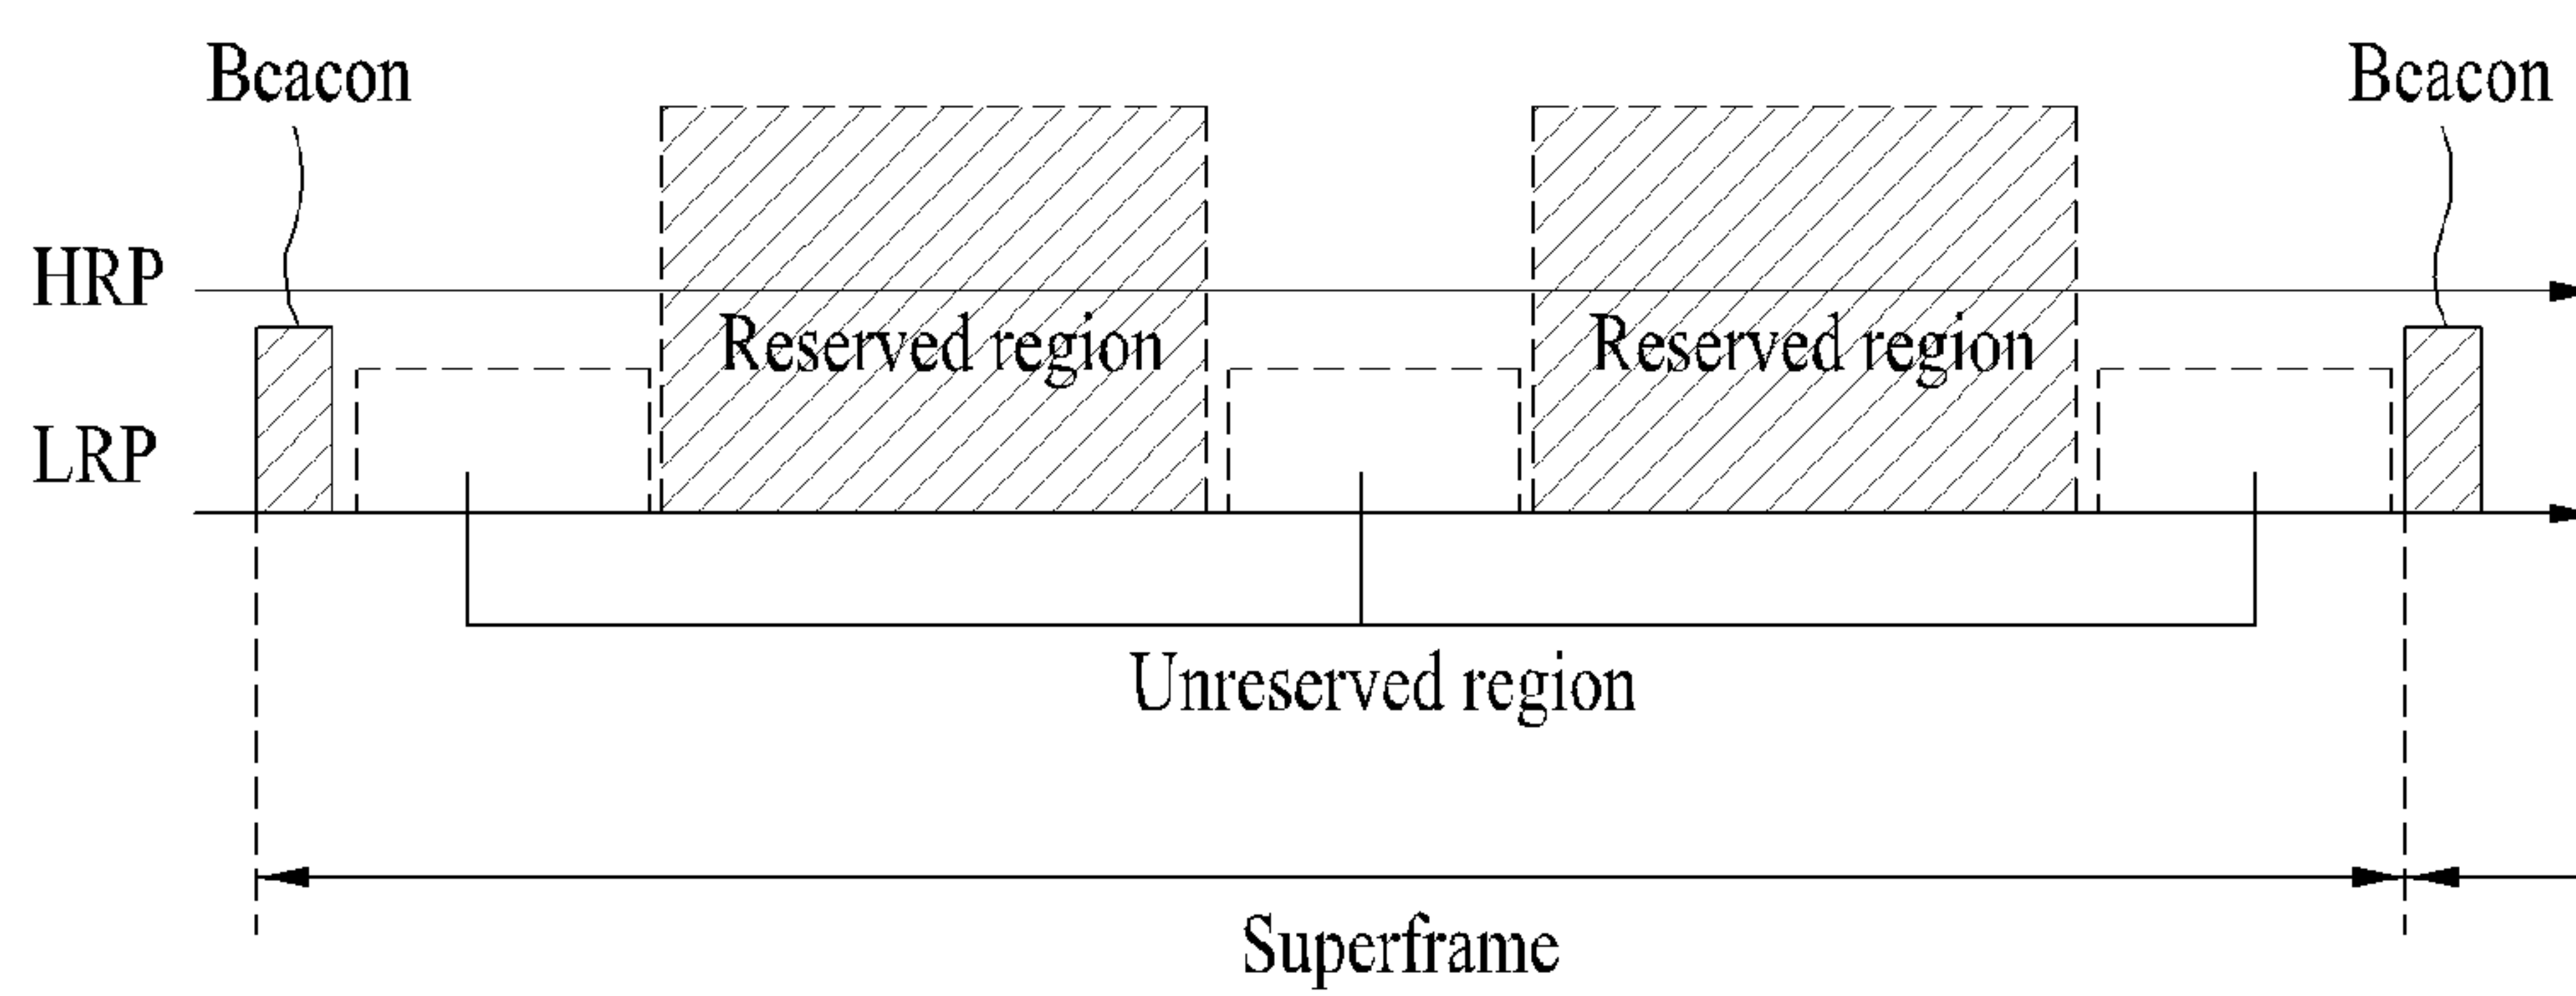 Beacon
Beacon
HRP
Reserved region
Reserved region
LRP
Unreserved region
Superframe